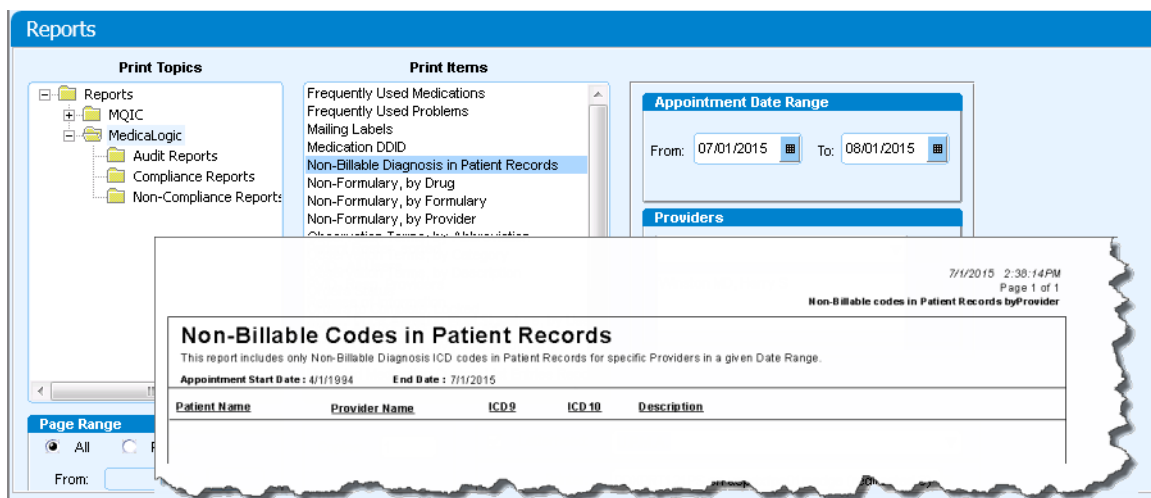 Reports
Print Topics
Print Items
Reports
MQIC
MedicaLogic
Audit Reports
Compliance Reports
Non-Compliance Reports
Frequently Used Medications
Frequently Used Problems
Mailing Labels
Medication DDID
Non-Billable Diagnosis in Patient Records
Non-Formulary, by Drug
Non-Formulary, by Formulary
Non-Formulary, by Provider
Appointment Date Range
From: 07/01/2015 To: 08/01/2015
Providers
7/1/2015 2:38:14PM
Page 1 of 1
Non-Billable codes in Patient Records byProvider
Non-Billable Codes in Patient Records
This report includes only Non-Billable Diagnosis ICD codes in Patient Records for specific Providers in a given Date Range.
Appointment Start Date : 4/1/1994 End Date : 7/1/2015
Patient Name Provider Name ICD9 ICD10 Description
Page Range
All
From: